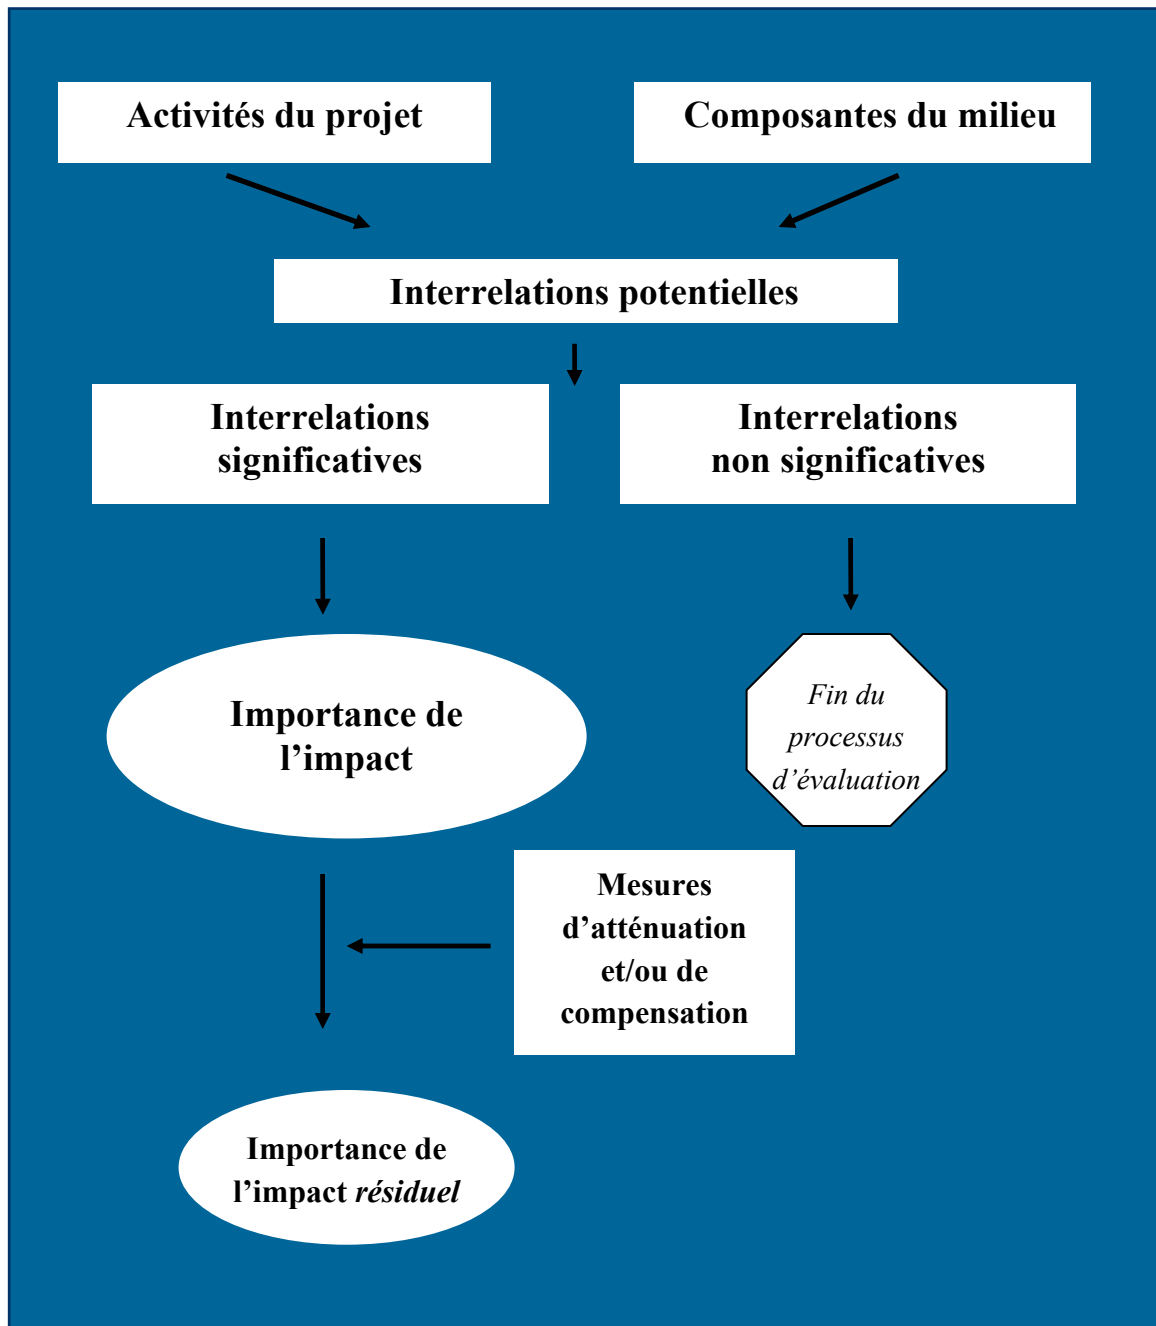 Activités du projet
Composantes du milieu
Interrelations potentielles
Interrelations
significatives
Interrelations
non significatives
Importance de
l’impact
Fin du
processus
d’évaluation
Mesures
d’atténuation
et/ou de
compensation
Importance de
l’impact résiduel